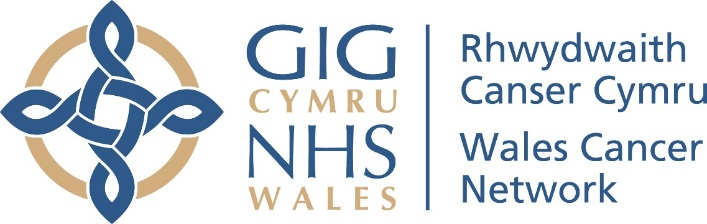 GIG
CYMRU
NHS
WALES
Rhwydwaith
Canser Cymru
Wales Cancer
Network